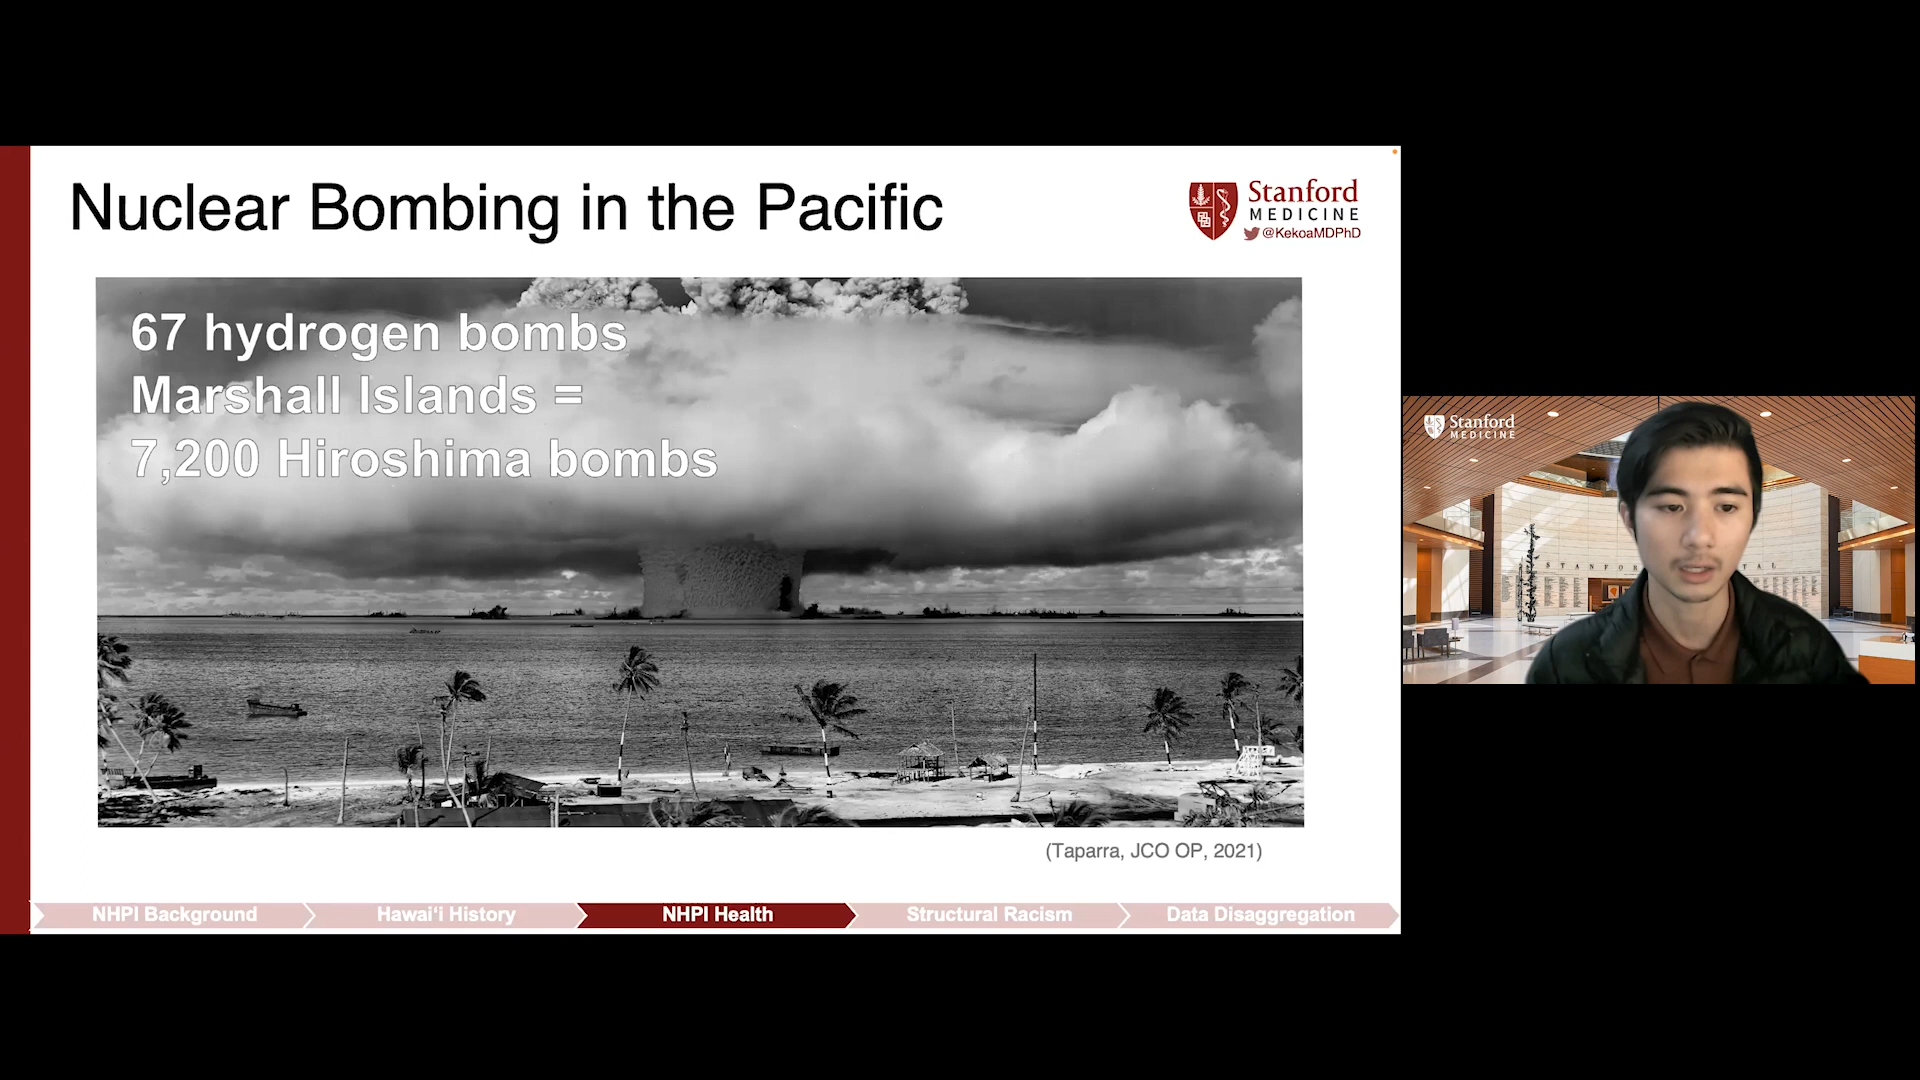 Nuclear Bombing in the Pacific
Stanford
MEDICINE
@KekoaMDPhD
67 hydrogen bombs
Marshall Islands =
7,200 Hiroshima bombs
(Taparra, JCO OP, 2021)
NHPI Background
Hawaiʻi History
NHPI Health
Structural Racism
Data Disaggregation
Stanford
MEDICINE